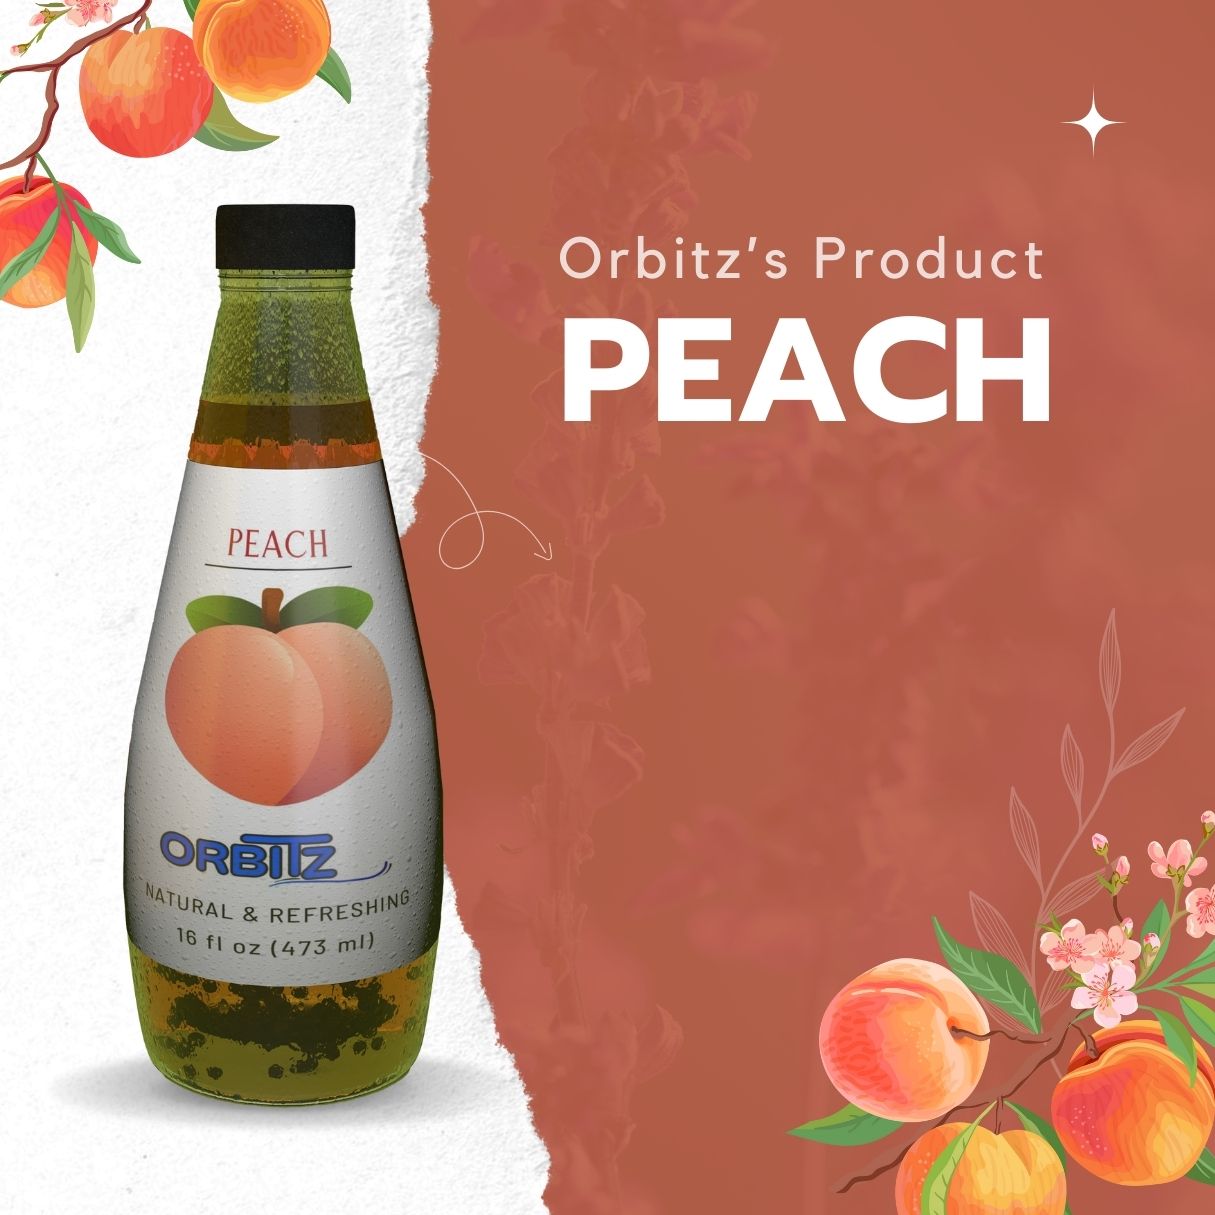 Orbitz’s Product
PEACH
PEACH
ORBITZ
NATURAL & REFRESHING
16 fl oz (473 ml)